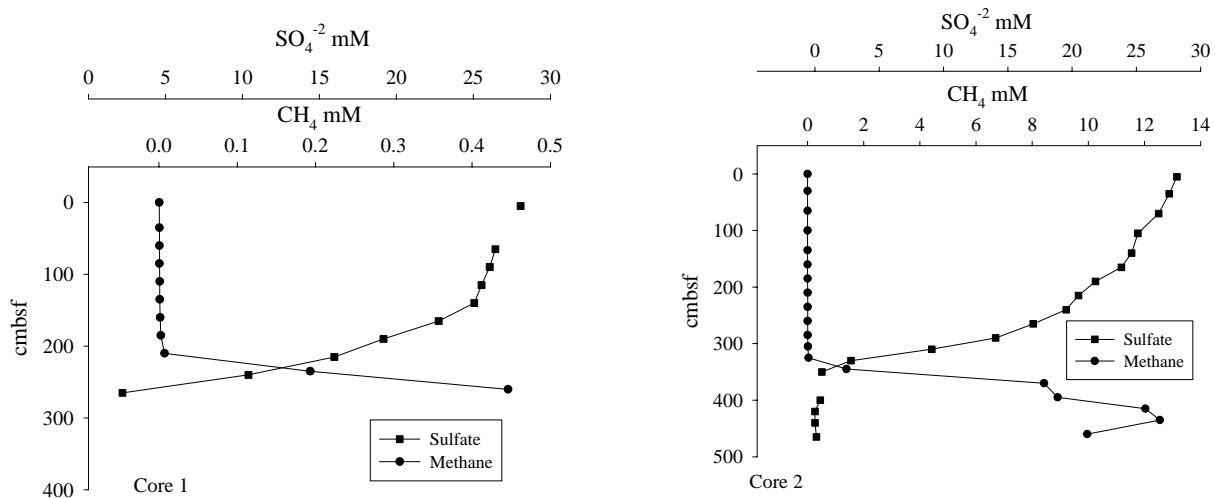 SO₄⁻² mM
0 5 10 15 20 25 30
CH₄ mM
0.0 0.1 0.2 0.3 0.4 0.5
cmbsf
0
100
200
300
400
Sulfate
Methane
Core 1
SO₄⁻² mM
0 5 10 15 20 25 30
CH₄ mM
0 2 4 6 8 10 12 14
cmbsf
0
100
200
300
400
500
Sulfate
Methane
Core 2